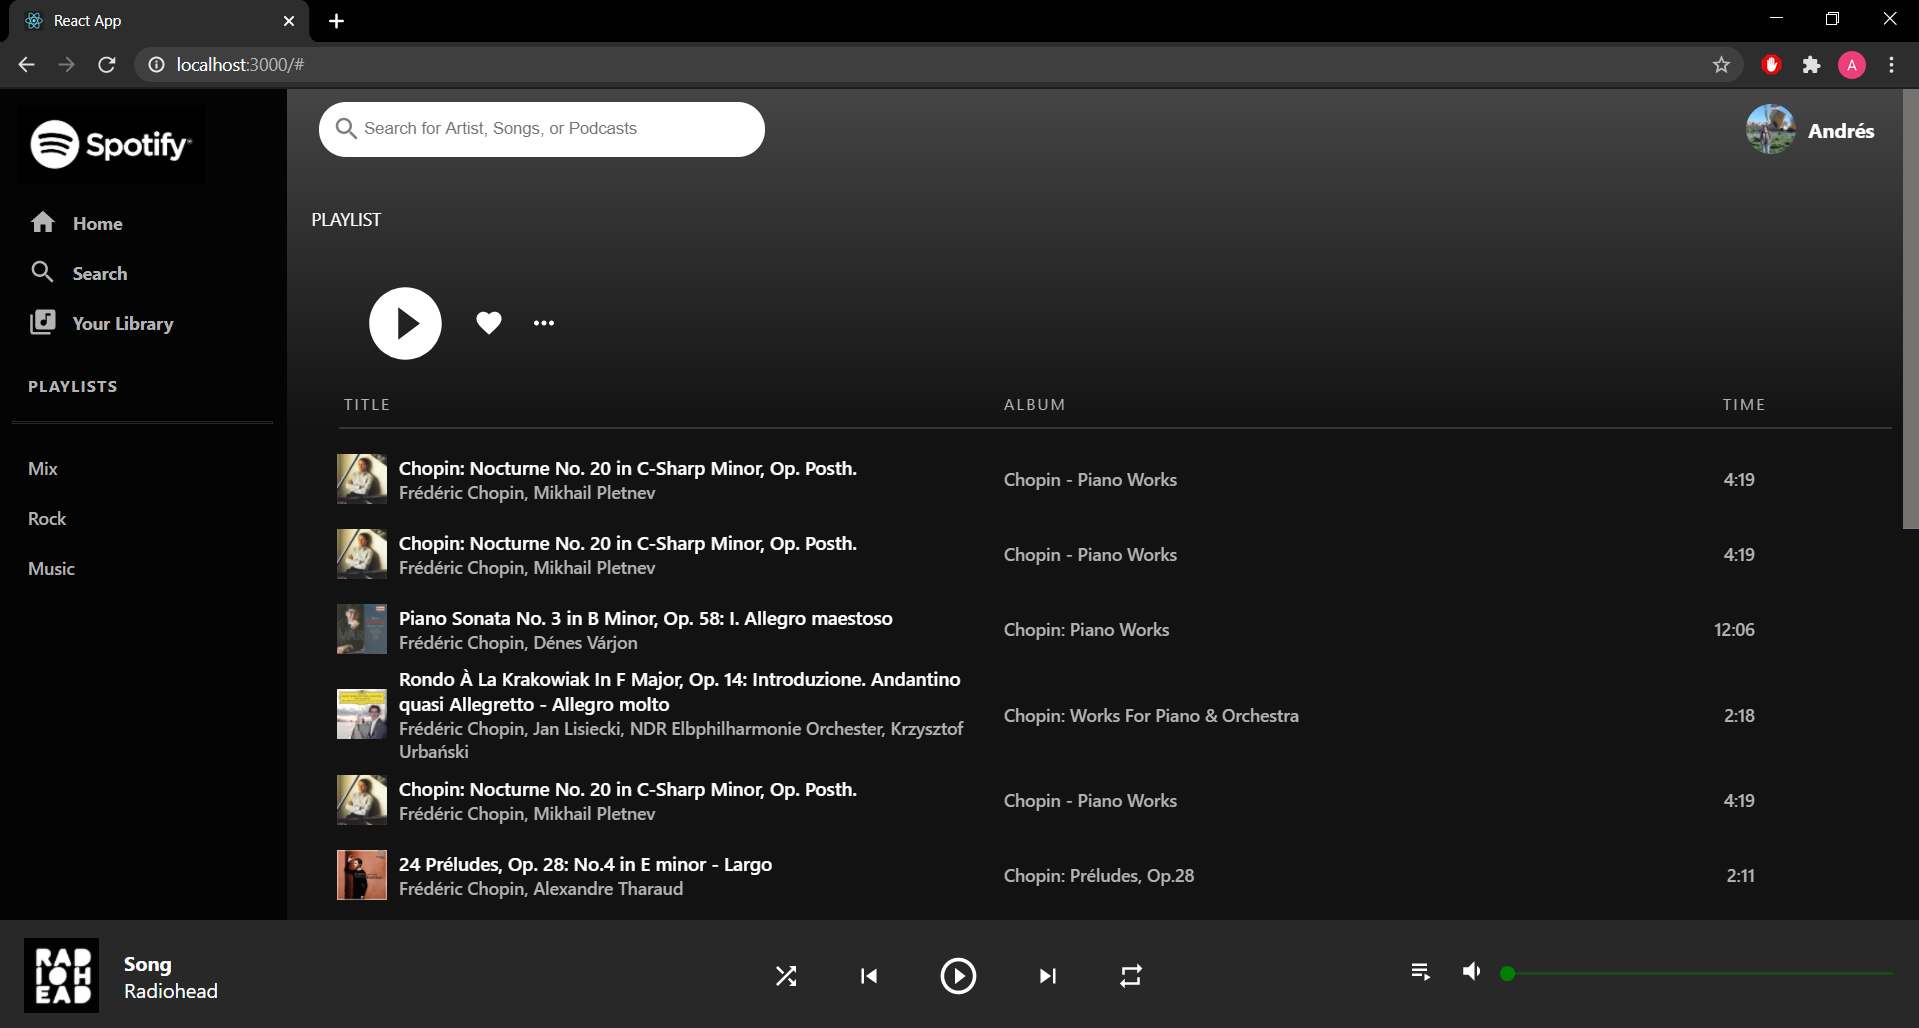 React App
localhost:3000/#
A
Spotify
Search for Artist, Songs, or Podcasts
Andrés
Home
Search
Your Library
PLAYLISTS
Mix
Rock
Music
PLAYLIST
TITLE ALBUM TIME
Chopin: Nocturne No. 20 in C-Sharp Minor, Op. Posth.
Frédéric Chopin, Mikhail Pletnev
Chopin - Piano Works
4:19
Chopin: Nocturne No. 20 in C-Sharp Minor, Op. Posth.
Frédéric Chopin, Mikhail Pletnev
Chopin - Piano Works
4:19
Piano Sonata No. 3 in B Minor, Op. 58: I. Allegro maestoso
Frédéric Chopin, Dénes Várjon
Chopin: Piano Works
12:06
Rondo À La Krakowiak In F Major, Op. 14: Introduzione. Andantino
quasi Allegretto - Allegro molto
Frédéric Chopin, Jan Lisiecki, NDR Elbphilharmonie Orchester, Krzysztof
Urbański
Chopin: Works For Piano & Orchestra
2:18
Chopin: Nocturne No. 20 in C-Sharp Minor, Op. Posth.
Frédéric Chopin, Mikhail Pletnev
Chopin - Piano Works
4:19
24 Préludes, Op. 28: No.4 in E minor - Largo
Frédéric Chopin, Alexandre Tharaud
Chopin: Préludes, Op.28
2:11
RAD
IOH
EAD
Song
Radiohead